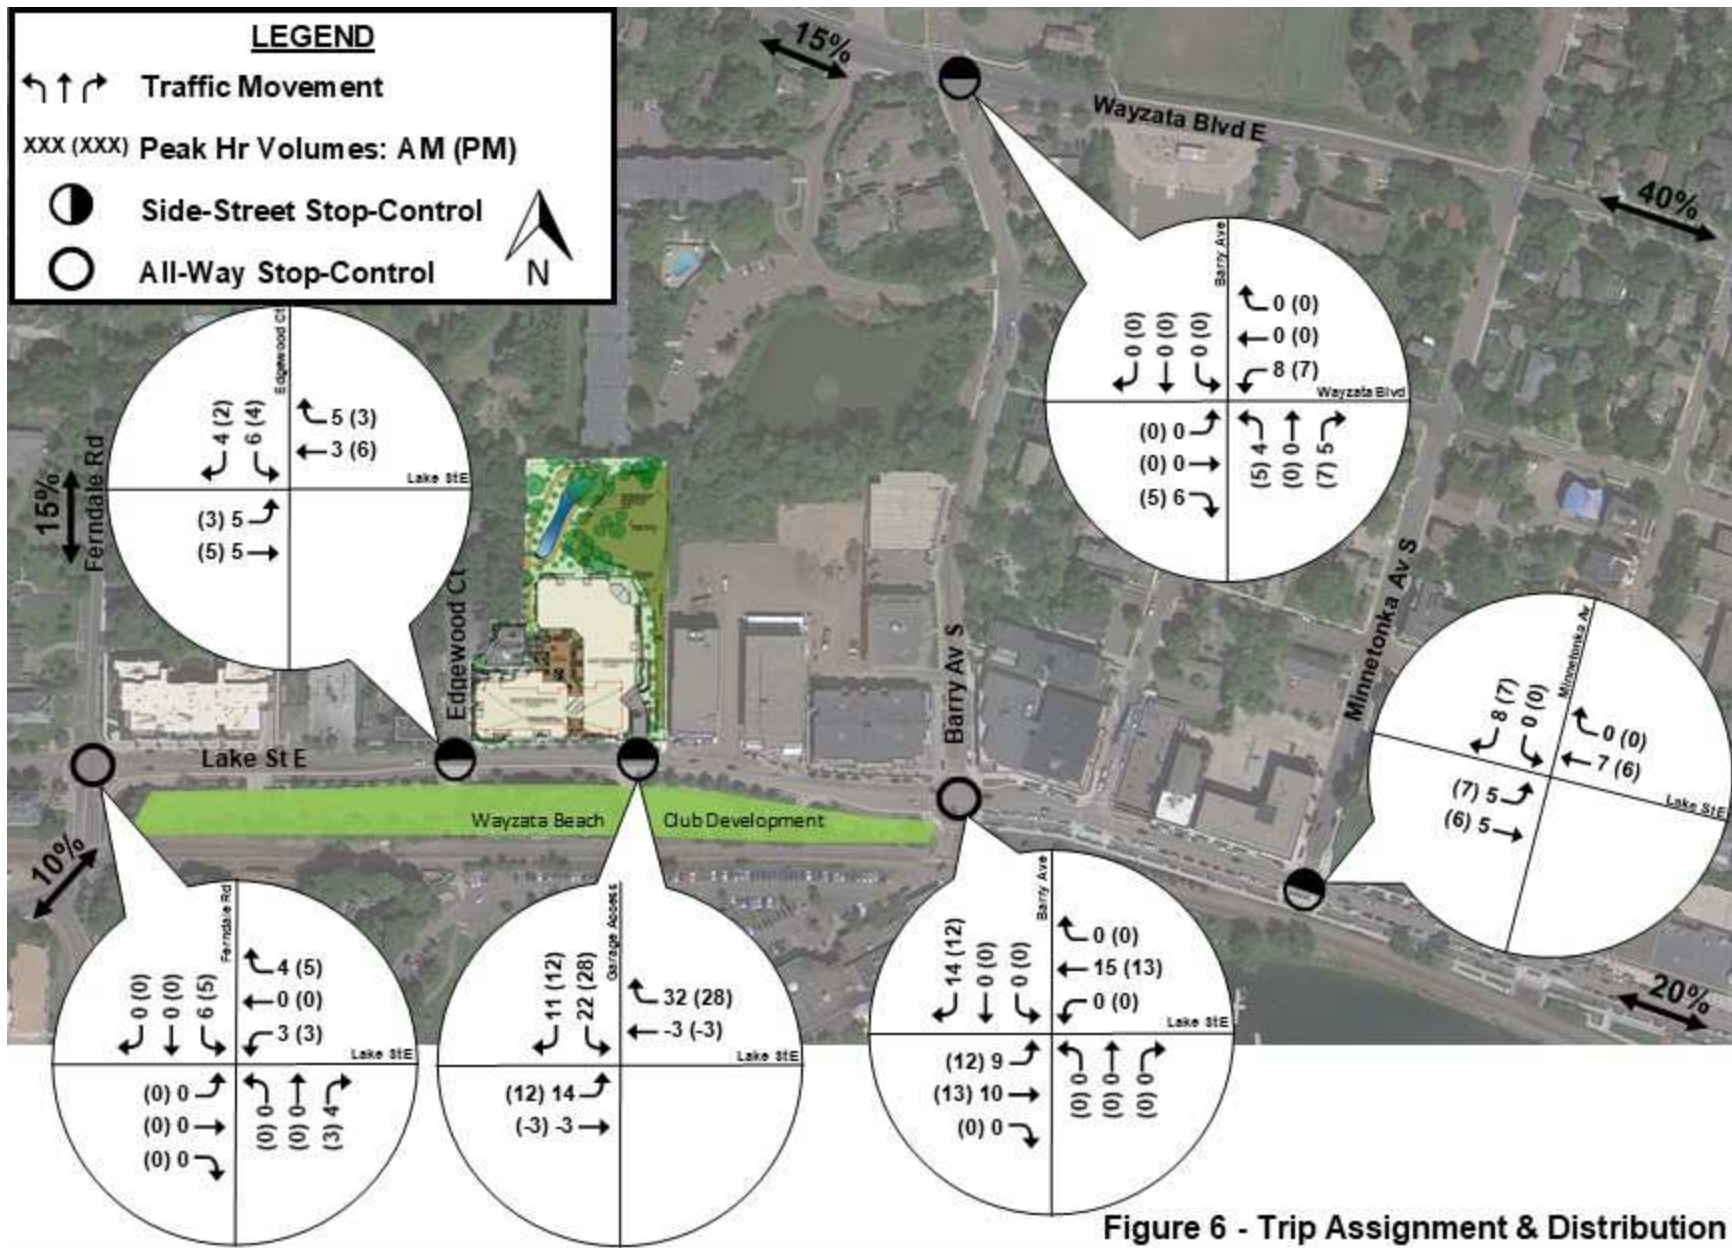 LEGEND
Traffic Movement
XXX (XXX) Peak Hr Volumes: AM (PM)
Side-Street Stop-Control
All-Way Stop-Control
N
15%
Wayzata Blvd E
40%
Barry Ave
0 (0)
0 (0)
0 (0)
0 (0)
0 (0)
8 (7)
Wayzata Blvd
(0) 0
(0) 0
(5) 6
(5) 4
(0) 0
(7) 5
Edgewood Ct
4 (2)
6 (4)
5 (3)
3 (6)
Lake St E
(3) 5
(5) 5
15%
Ferndale Rd
Edgewood Ct
Barry Av S
Minnetonka Av S
Minnetonka Av
8 (7)
0 (0)
0 (0)
7 (6)
Lake St E
(7) 5
(6) 5
Lake St E
Wayzata Beach Club Development
10%
20%
Ferndale Rd
0 (0)
0 (0)
6 (5)
4 (5)
0 (0)
3 (3)
Lake St E
(0) 0
(0) 0
(0) 0
(0) 0
(0) 0
(3) 4
Garage Access
11 (12)
22 (28)
32 (28)
-3 (-3)
Lake St E
(12) 14
(-3) -3
Barry Ave
14 (12)
0 (0)
0 (0)
0 (0)
15 (13)
0 (0)
Lake St E
(12) 9
(13) 10
(0) 0
(0) 0
(0) 0
(0) 0
Figure 6 - Trip Assignment & Distribution